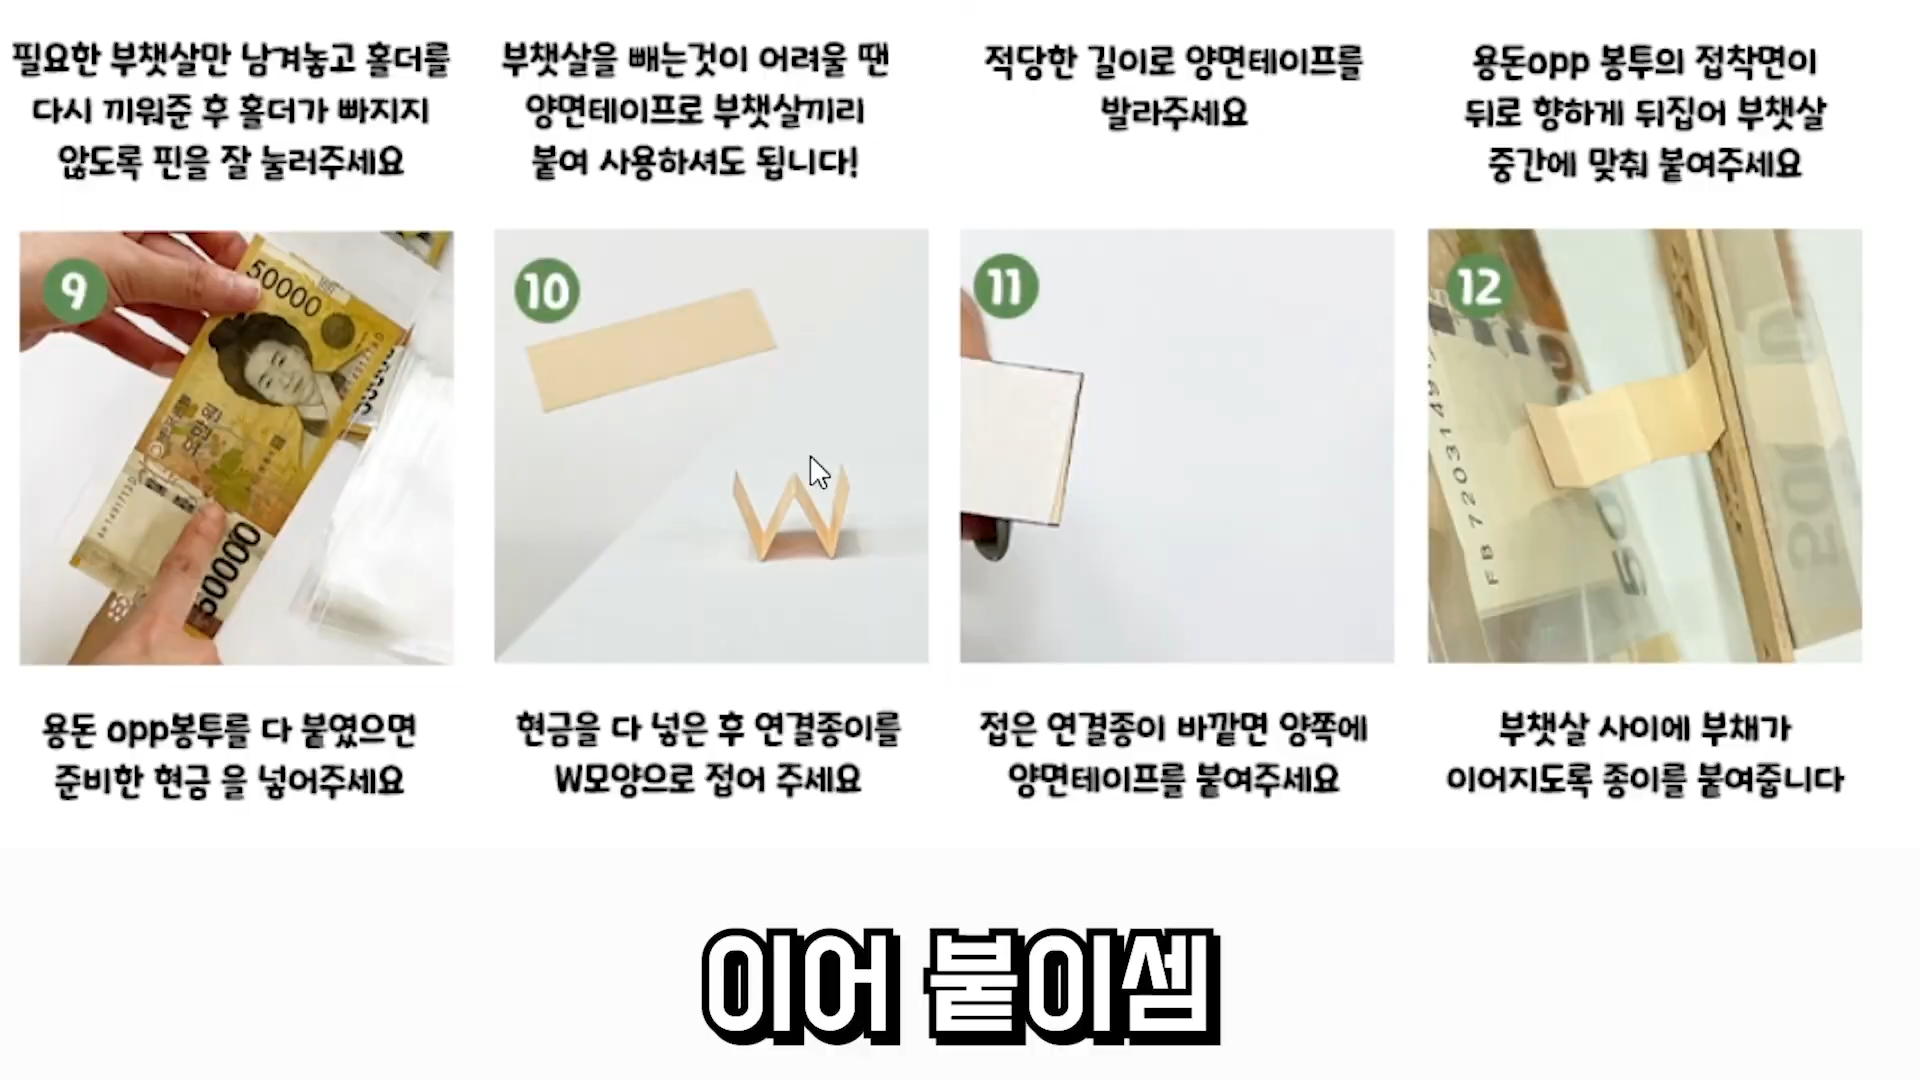 필요한 부챗살만 남겨놓고 홀더를
다시 끼워준 후 홀더가 빠지지
않도록 핀을 잘 눌러주세요
부챗살을 빼는것이 어려울 땐
양면테이프로 부챗살끼리
붙여 사용하셔도 됩니다!
적당한 길이로 양면테이프를
발라주세요
용돈opp 봉투의 접착면이
뒤로 향하게 뒤집어 부챗살
중간에 맞춰 붙여주세요
9
50000
50000
10
11
12
용돈 opp봉투를 다 붙였으면
준비한 현금 을 넣어주세요
현금을 다 넣은 후 연결종이를
W모양으로 접어 주세요
접은 연결종이 바깥면 양쪽에
양면테이프를 붙여주세요
부챗살 사이에 부채가
이어지도록 종이를 붙여줍니다
이어 붙이셈